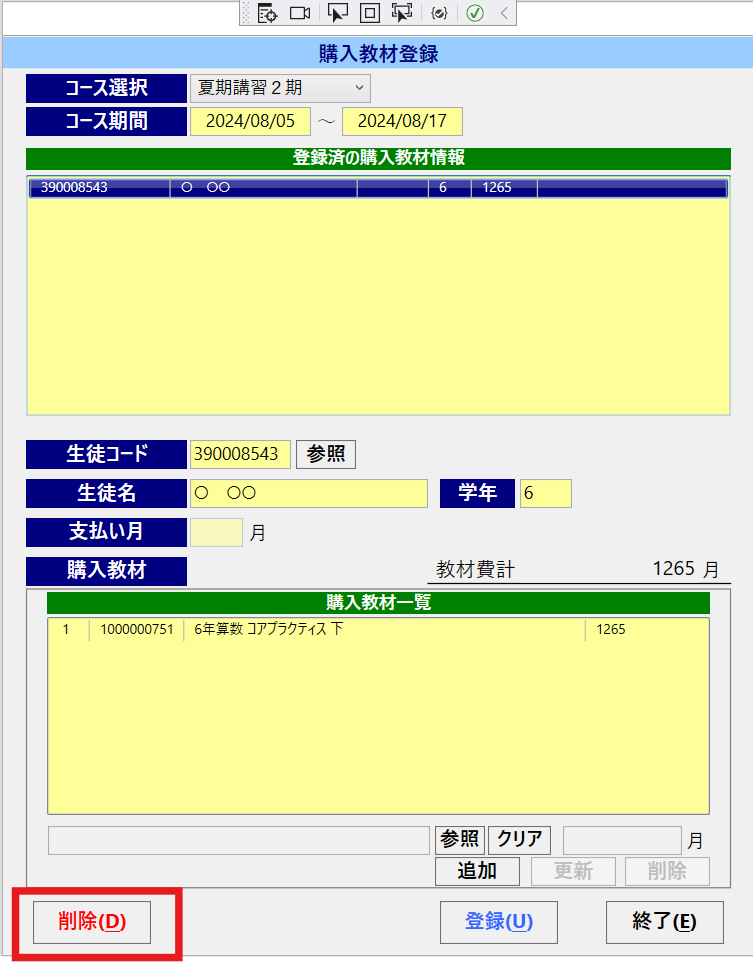 購入教材登録
コース選択 夏期講習２期
コース期間 2024/08/05 ～ 2024/08/17
登録済の購入教材情報
390008543 ○　○○ 6 1265
生徒コード 390008543 参照
生徒名 ○　○○ 学年 6
支払い月 月
購入教材 教材費計 1265 月
購入教材一覧
1 1000000751 6年算数 コアプラクティス 下 1265
参照 クリア 月
追加 更新 削除
削除(D) 登録(U) 終了(E)